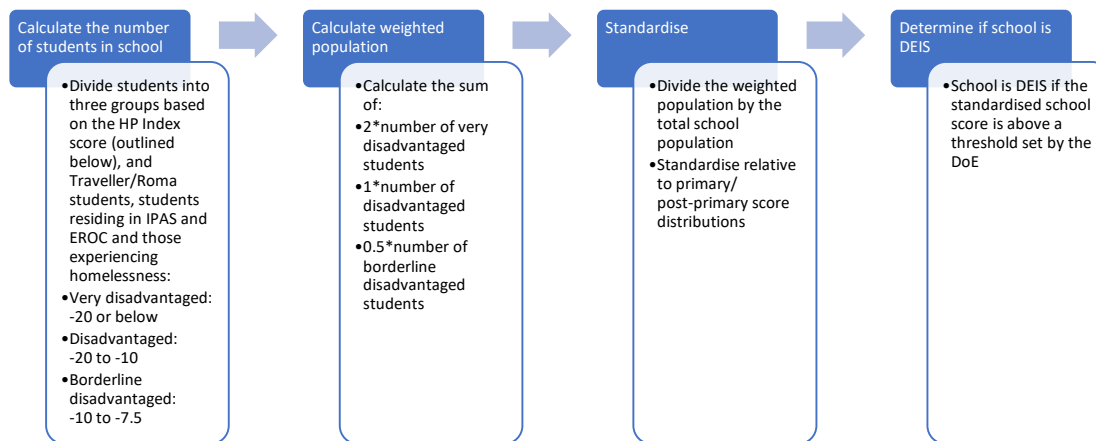 Calculate the number
of students in school
•Divide students into
three groups based
on the HP Index
score (outlined
below), and
Traveller/Roma
students, students
residing in IPAS and
EROC and those
experiencing
homelessness:
•Very disadvantaged:
-20 or below
•Disadvantaged:
-20 to -10
•Borderline
disadvantaged:
-10 to -7.5
Calculate weighted
population
•Calculate the sum
of:
•2*number of very
disadvantaged
students
•1*number of
disadvantaged
students
•0.5*number of
borderline
disadvantaged
students
Standardise
•Divide the weighted
population by the
total school
population
•Standardise relative
to primary/
post-primary score
distributions
Determine if school is
DEIS
•School is DEIS if the
standardised school
score is above a
threshold set by the
DoE